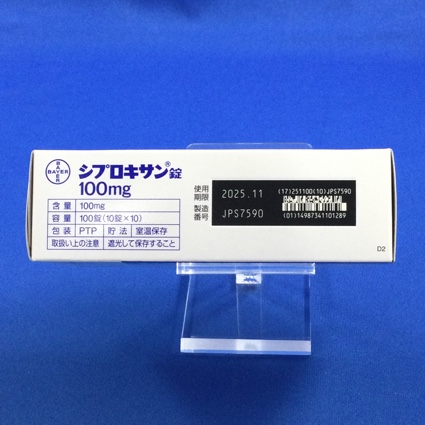 BAYER
BAYER
シプロキサン®錠
100mg
含量 100mg
容量 100錠(10錠×10)
包装 PTP 貯法 室温保存
取扱い上の注意 遮光して保存すること
使用期限 2025.11
製造番号 JPS7590
(17)251100(10)JPS7590
(01)14987341101289
D2